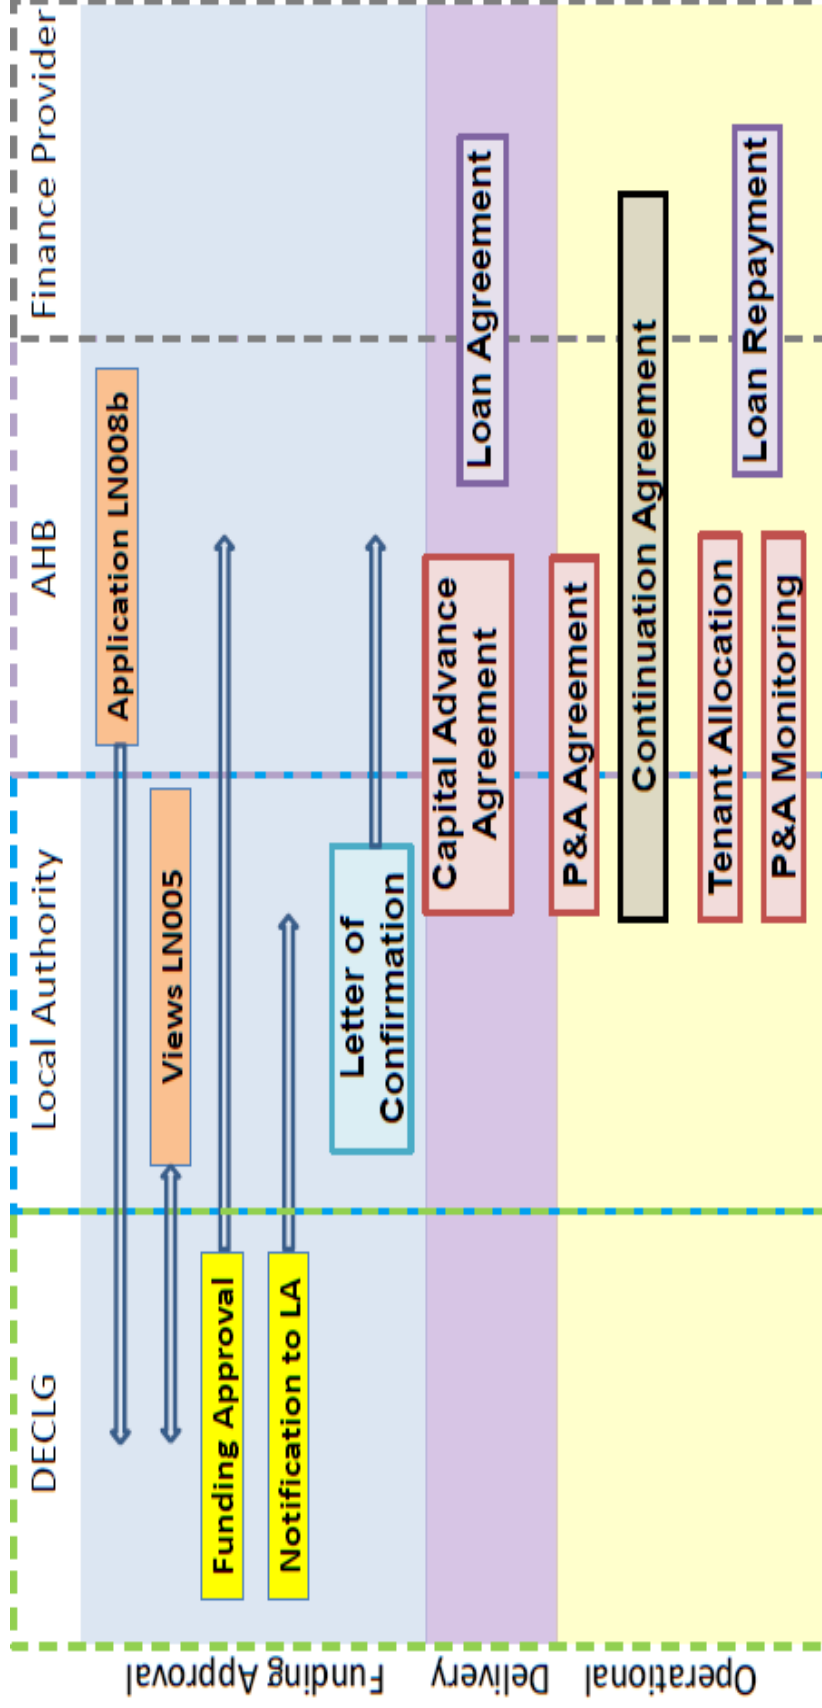 DECLG
Local Authority
AHB
Finance Provider
Funding Approval
Application LN008b
Views LN005
Funding Approval
Notification to LA
Letter of
Confirmation
Delivery
Capital Advance
Agreement
Loan Agreement
P&A Agreement
Operational
Continuation Agreement
Tenant Allocation
Loan Repayment
P&A Monitoring